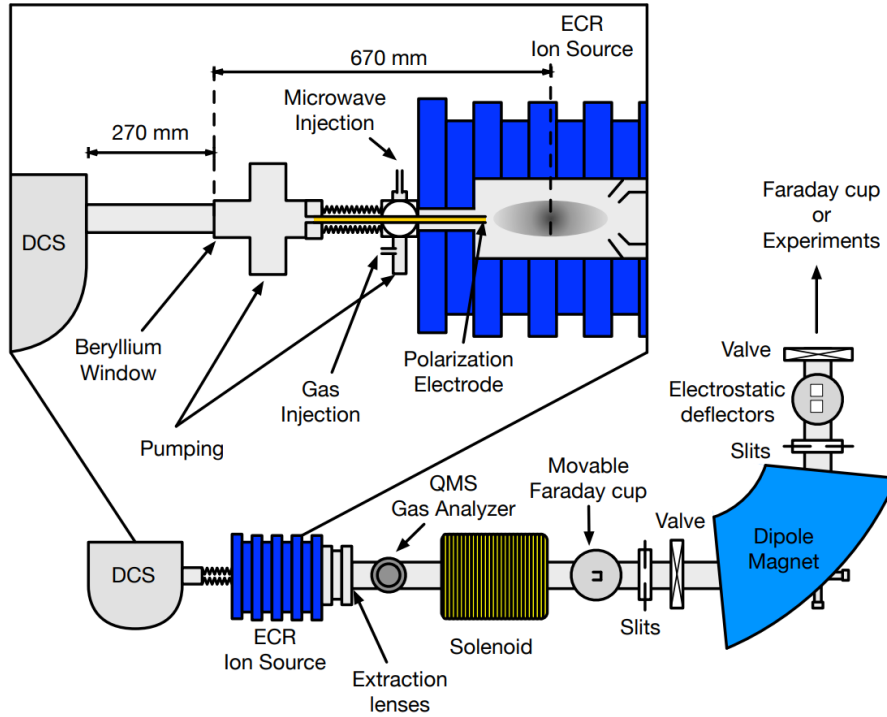 ECR
Ion Source
670 mm
Microwave
Injection
270 mm
DCS
Faraday cup
or
Experiments
Beryllium
Window
Gas
Injection
Polarization
Electrode
Pumping
Valve
Electrostatic
deflectors
Slits
QMS
Gas Analyzer
Movable
Faraday cup
Valve
Dipole
Magnet
DCS
ECR
Ion Source
Solenoid
Slits
Extraction
lenses